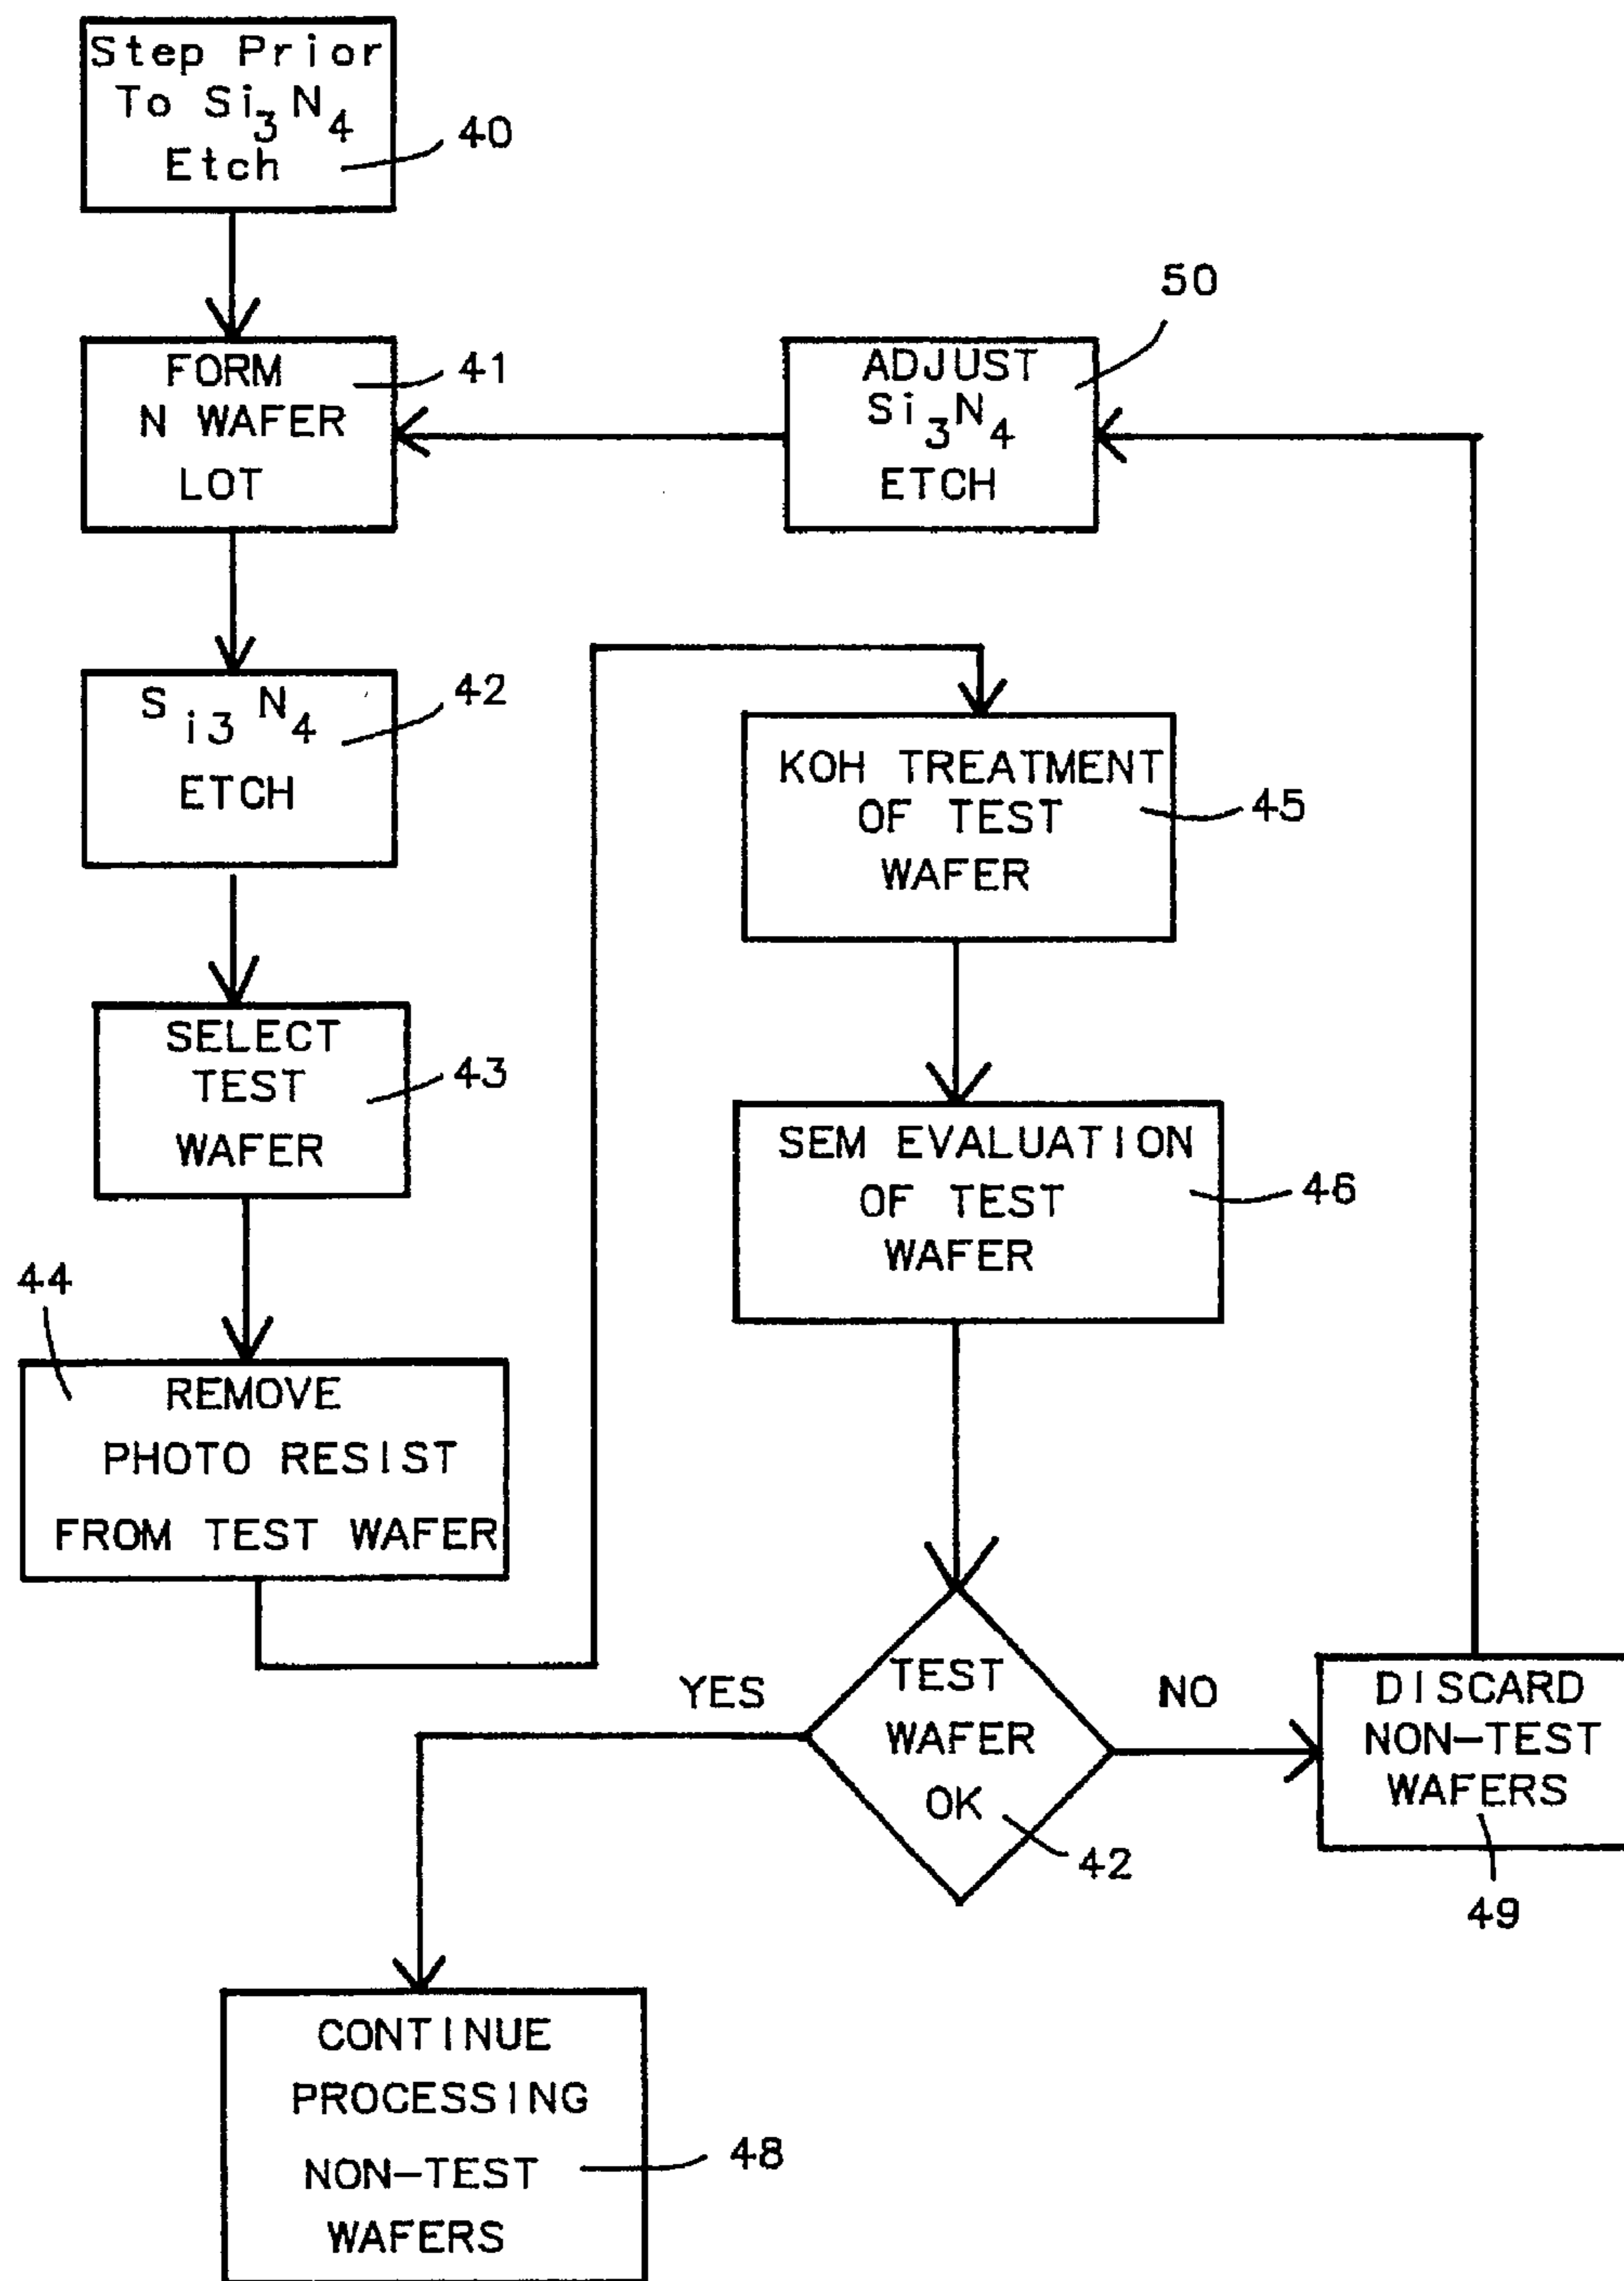 Step Prior
To Si3N4
Etch
40
FORM
N WAFER
LOT
41
ADJUST
Si3N4
ETCH
50
Si3 N4
ETCH
42
SELECT
TEST
WAFER
43
REMOVE
PHOTO RESIST
FROM TEST WAFER
44
KOH TREATMENT
OF TEST
WAFER
45
SEM EVALUATION
OF TEST
WAFER
46
TEST
WAFER
OK
42
YES
NO
DISCARD
NON-TEST
WAFERS
49
CONTINUE
PROCESSING
NON-TEST
WAFERS
48